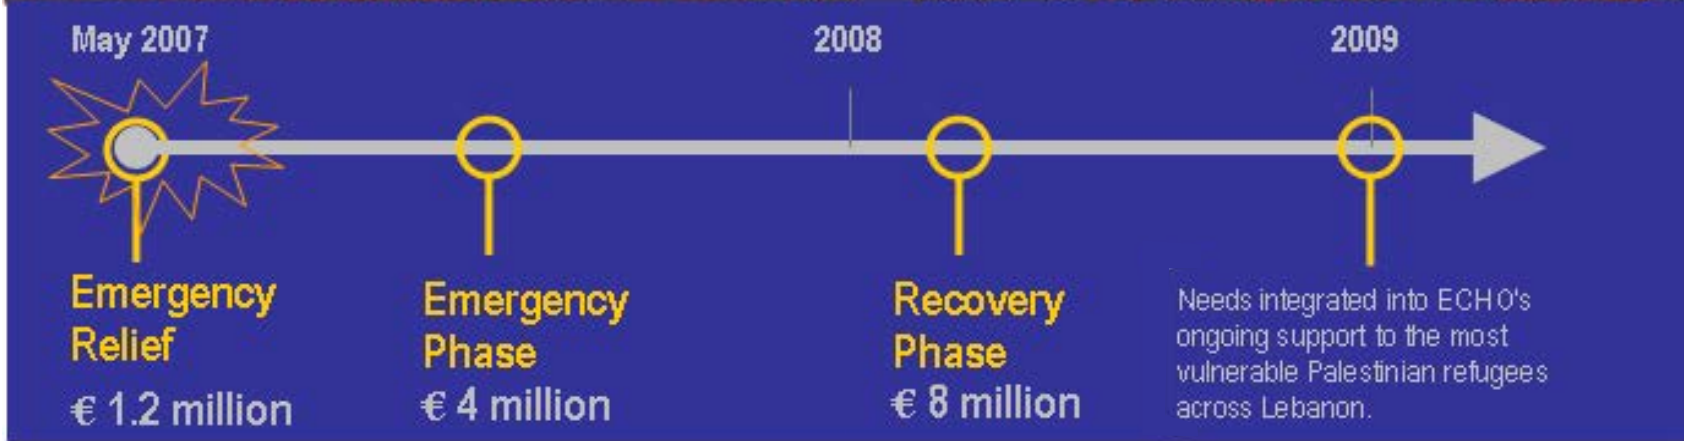 May 2007
2008
2009
Emergency
Relief
€ 1.2 million
Emergency
Phase
€ 4 million
Recovery
Phase
€ 8 million
Needs integrated into ECHO's
ongoing support to the most
vulnerable Palestinian refugees
across Lebanon.